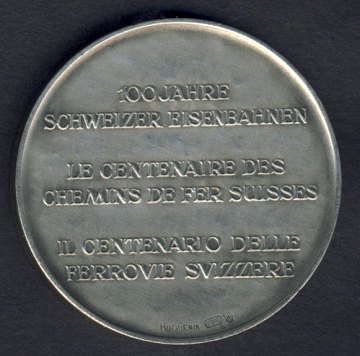 100 JAHRE
SCHWEIZER EISENBAHNEN
LE CENTENAIRE DES
CHEMINS DE FER SUISSES
IL CENTENARIO DELLE
FERROVIE SVIZZERE
HUGUENIN